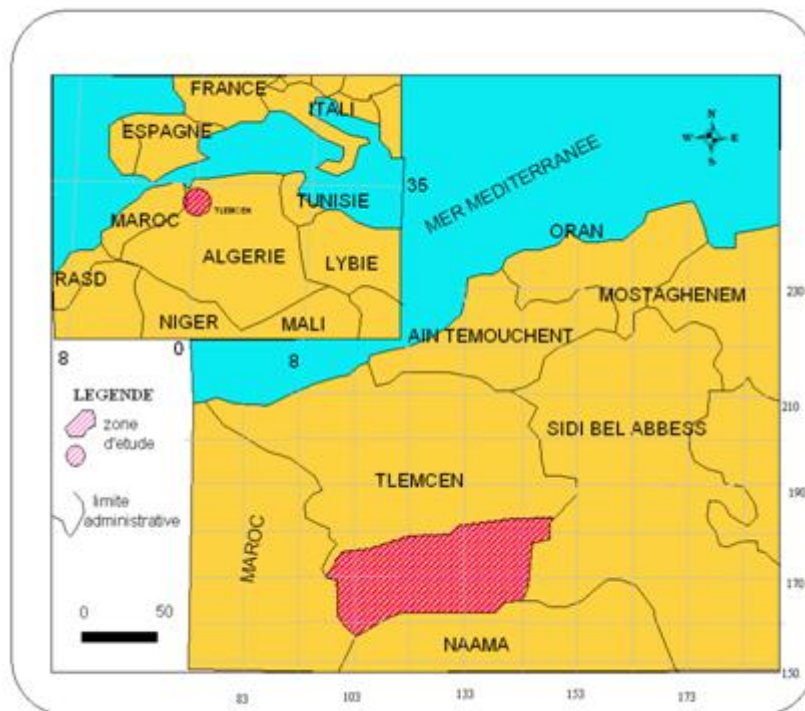 FRANCE
ITALI
ESPAGNE
MAROC
TLEMCEN
ALGERIE
TUNISIE
LYBIE
RASD
NIGER
MALI
35
8
0
8
MER MEDITERRANEE
N
W E
S
ORAN
MOSTAGHENEM
AIN TEMOUCHENT
SIDI BEL ABBESS
TLEMCEN
MAROC
NAAMA
LEGENDE
zone
d'etude
limite
administrative
0 50
230
210
190
170
150
83 103 133 153 173